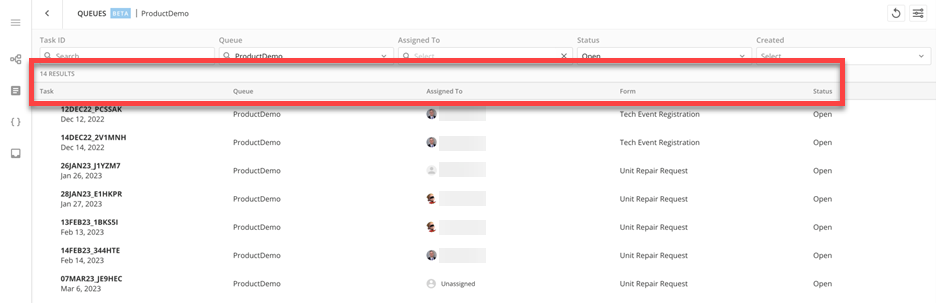 QUEUES BETA | ProductDemo
Task ID Queue Assigned To Status Created
Search ProductDemo Select Open Select
14 RESULTS
Task Queue Assigned To Form Status
12DEC22_PCSSAK
Dec 12, 2022 ProductDemo Tech Event Registration Open
14DEC22_2V1MNH
Dec 14, 2022 ProductDemo Tech Event Registration Open
26JAN23_J1YZM7
Jan 26, 2023 ProductDemo Unit Repair Request Open
28JAN23_E1HKPR
Jan 27, 2023 ProductDemo Unit Repair Request Open
13FEB23_1BKS5I
Feb 13, 2023 ProductDemo Unit Repair Request Open
14FEB23_344HTE
Feb 14, 2023 ProductDemo Unit Repair Request Open
07MAR23_JE9HEC
Mar 6, 2023 ProductDemo Unassigned Unit Repair Request Open